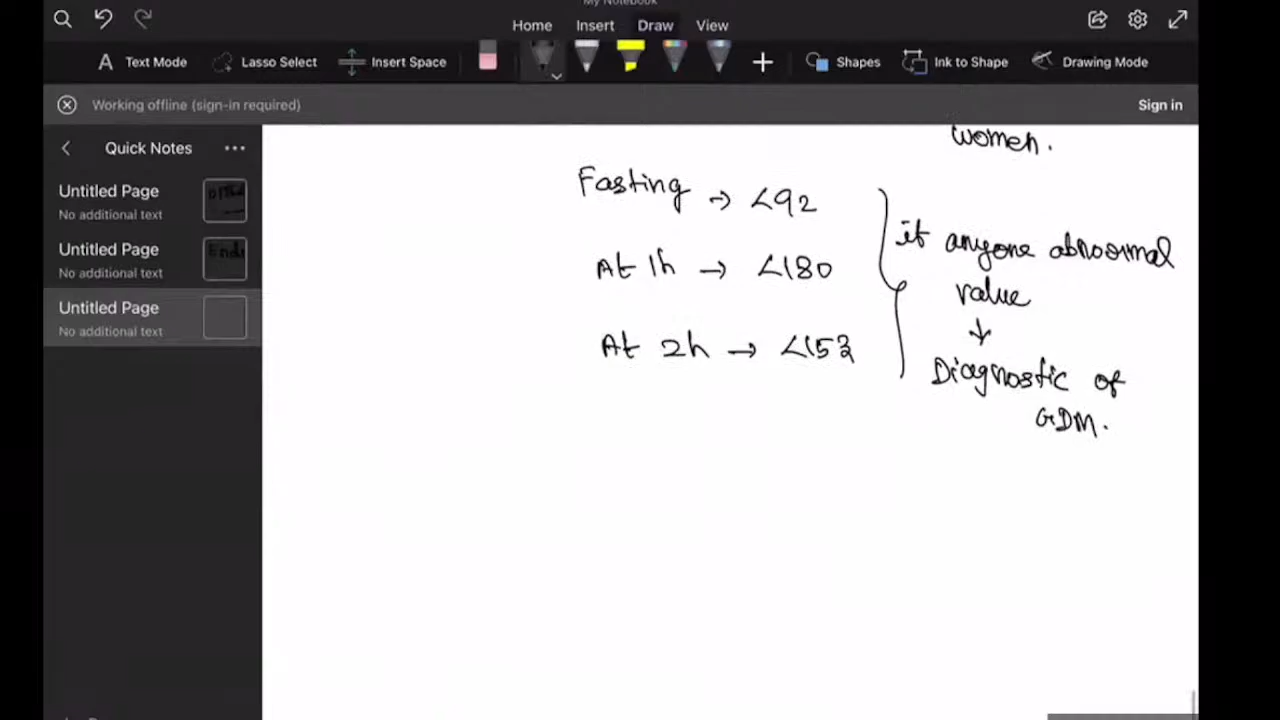 My Notebook
Home Insert Draw View
Text Mode Lasso Select Insert Space Shapes Ink to Shape Drawing Mode
Working offline (sign-in required) Sign in
Quick Notes
Untitled Page
No additional text
Untitled Page
No additional text
Untitled Page
No additional text
women.
Fasting → <92
At 1h → <180
At 2h → <153
if anyone abnormal
value
↓
Diagnostic of
GDM.